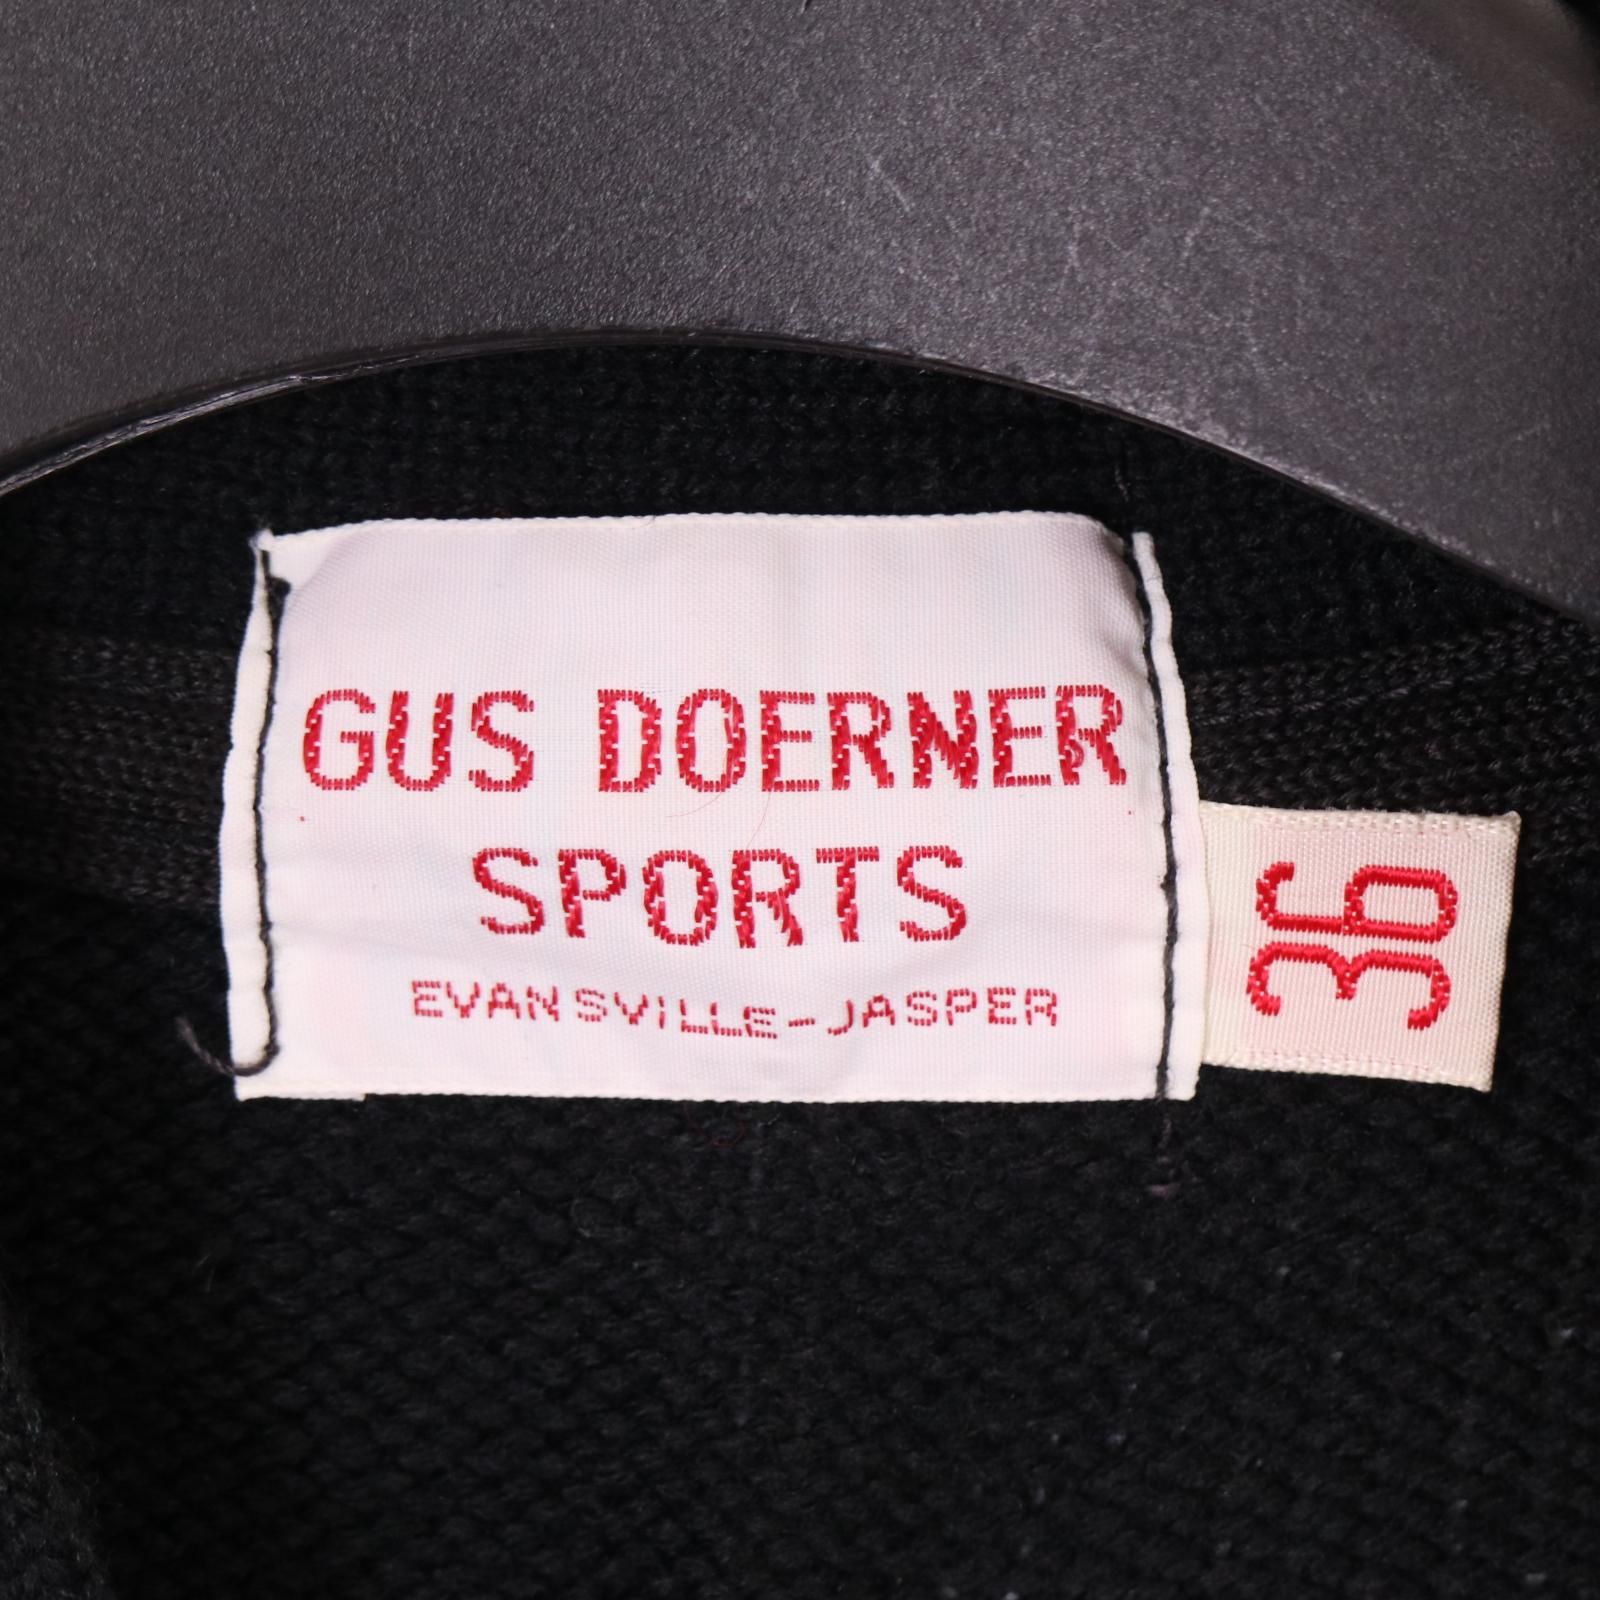 GUS DOERNER
SPORTS
EVANSVILLE-JASPER
36